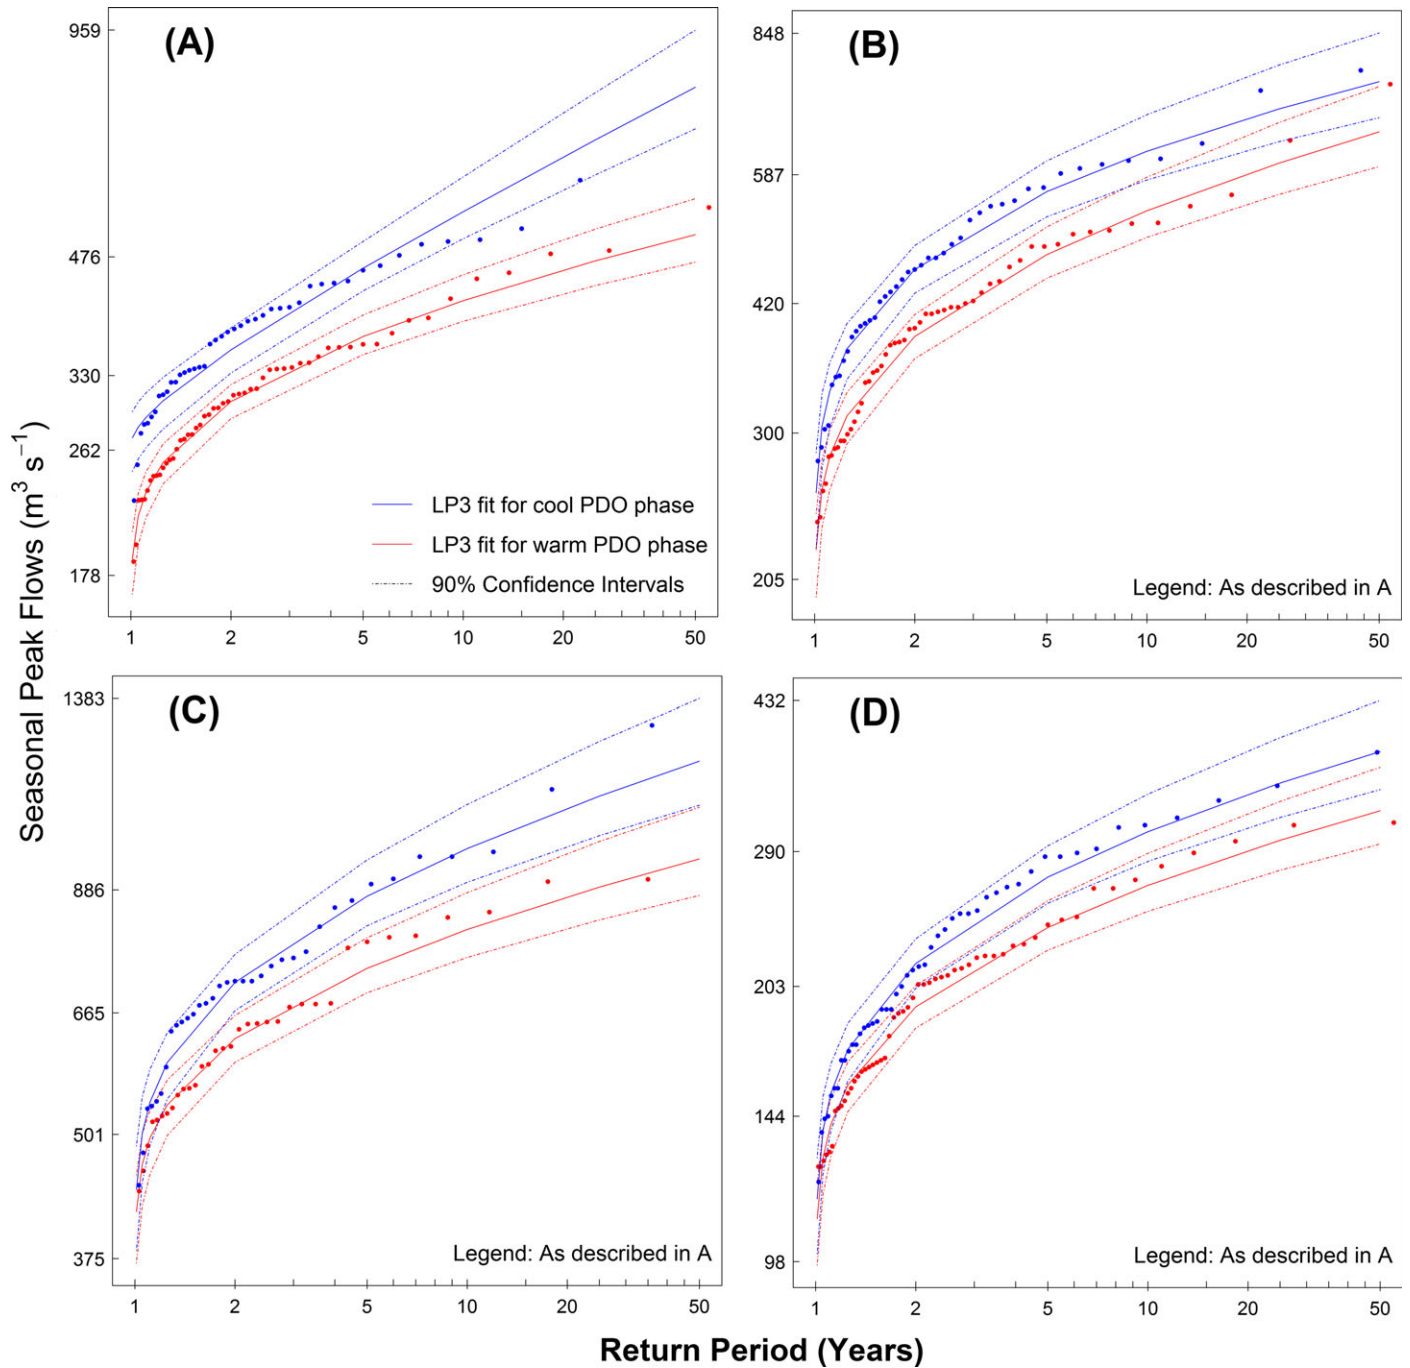 Seasonal Peak Flows (m³ s⁻¹)
(A)
959
476
330
262
178
LP3 fit for cool PDO phase
LP3 fit for warm PDO phase
90% Confidence Intervals
1 2 5 10 20 50
(B)
848
587
420
300
205
Legend: As described in A
1 2 5 10 20 50
(C)
1383
886
665
501
375
Legend: As described in A
1 2 5 10 20 50
(D)
432
290
203
144
98
Legend: As described in A
1 2 5 10 20 50
Return Period (Years)